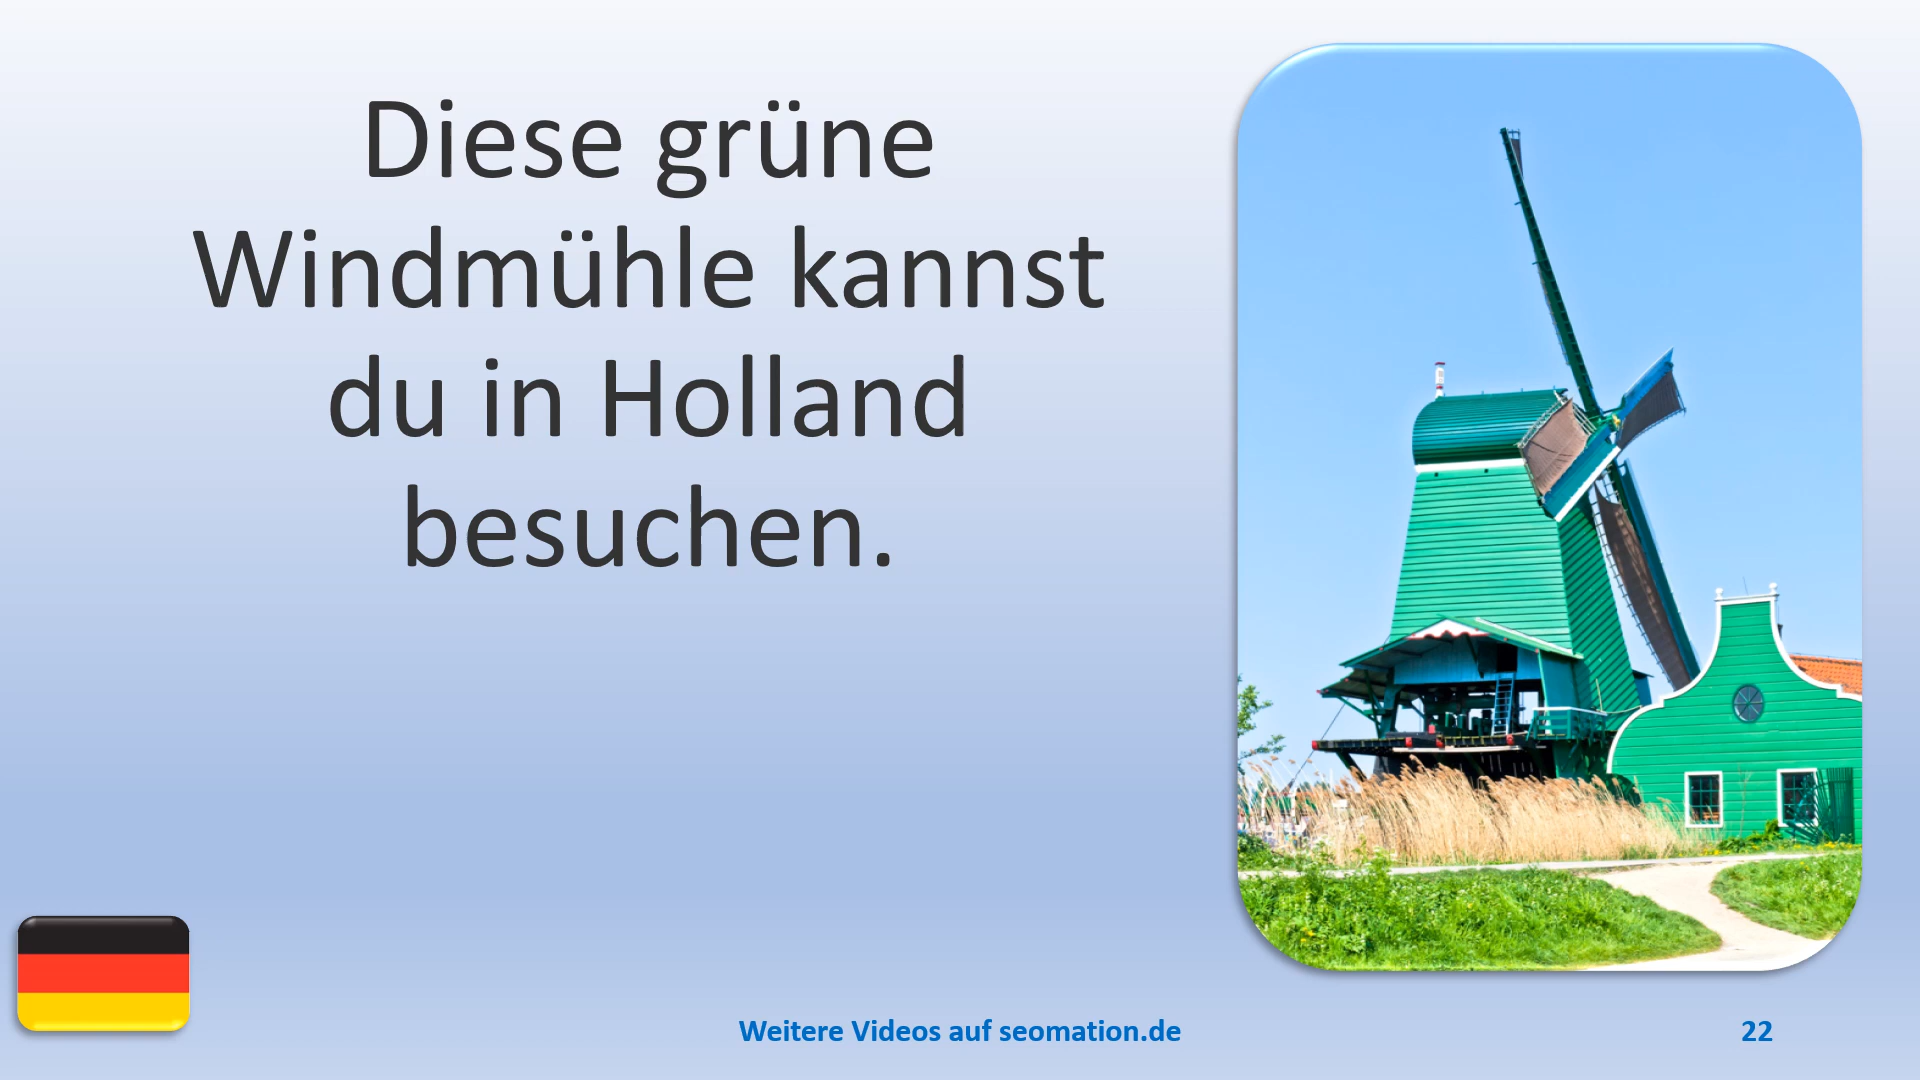 Diese grüne
Windmühle kannst
du in Holland
besuchen.
Weitere Videos auf seomation.de
22